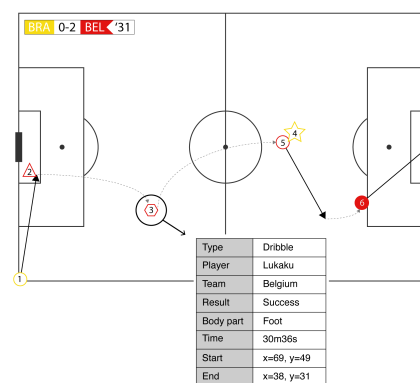 BRA 0-2 BEL '31
4
5
2
6
3
1
Type Dribble
Player Lukaku
Team Belgium
Result Success
Body part Foot
Time 30m36s
Start x=69, y=49
End x=38, y=31